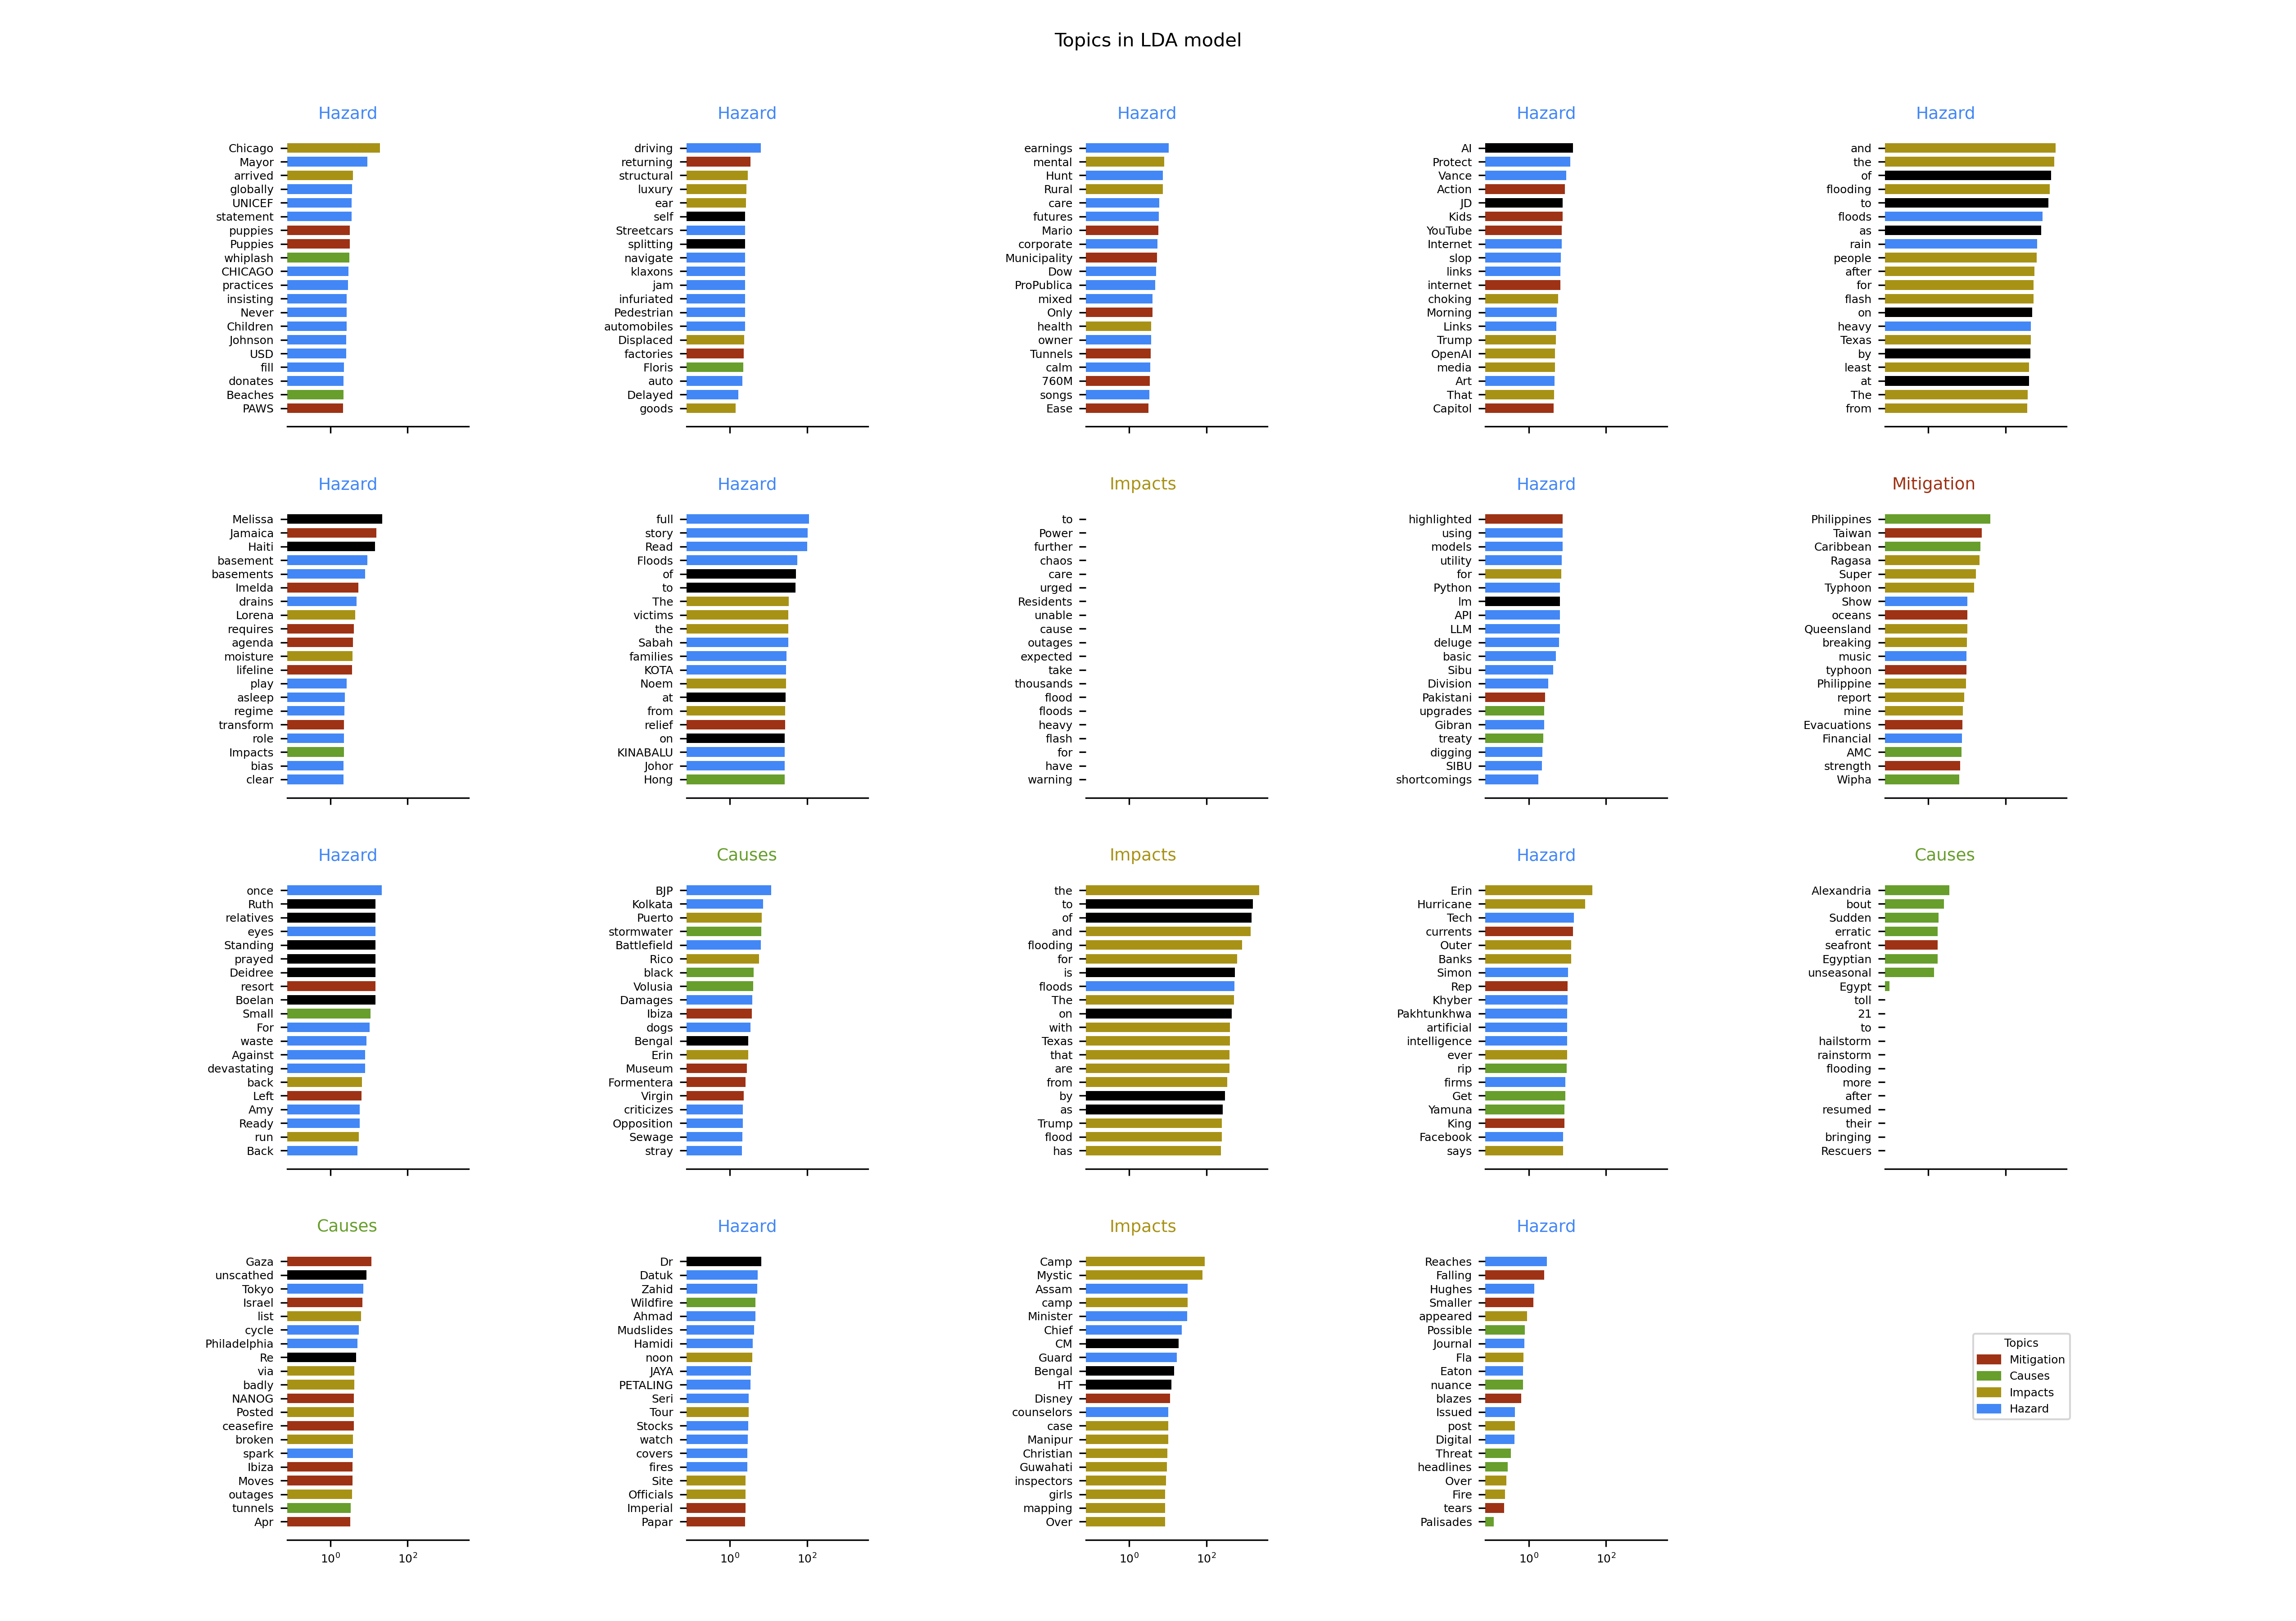 Topics in LDA model
Hazard
Chicago
Mayor
arrived
globally
UNICEF
statement
puppies
Puppies
whiplash
CHICAGO
practices
insisting
Never
Children
Johnson
USD
fill
donates
Beaches
PAWS
Hazard
driving
returning
structural
luxury
ear
self
Streetcars
splitting
navigate
klaxons
jam
infuriated
Pedestrian
automobiles
Displaced
factories
Floris
auto
Delayed
goods
Hazard
earnings
mental
Hunt
Rural
care
futures
Mario
corporate
Municipality
Dow
ProPublica
mixed
Only
health
owner
Tunnels
calm
760M
songs
Ease
Hazard
AI
Protect
Vance
Action
JD
Kids
YouTube
Internet
slop
links
internet
choking
Morning
Links
Trump
OpenAI
media
Art
That
Capitol
Hazard
and
the
of
flooding
to
floods
as
rain
people
after
for
flash
on
heavy
Texas
by
least
at
The
from
Hazard
Melissa
Jamaica
Haiti
basement
basements
Imelda
drains
Lorena
requires
agenda
moisture
lifeline
play
asleep
regime
transform
role
Impacts
bias
clear
Hazard
full
story
Read
Floods
of
to
The
victims
the
Sabah
families
KOTA
Noem
at
from
relief
on
KINABALU
Johor
Hong
Impacts
to
Power
further
chaos
care
urged
Residents
unable
cause
outages
expected
take
thousands
flood
floods
heavy
flash
for
have
warning
Hazard
highlighted
using
models
utility
for
Python
lm
API
LLM
deluge
basic
Sibu
Division
Pakistani
upgrades
Gibran
treaty
digging
SIBU
shortcomings
Mitigation
Philippines
Taiwan
Caribbean
Ragasa
Super
Typhoon
Show
oceans
Queensland
breaking
music
typhoon
Philippine
report
mine
Evacuations
Financial
AMC
strength
Wipha
Hazard
once
Ruth
relatives
eyes
Standing
prayed
Deidree
resort
Boelan
Small
For
waste
Against
devastating
back
Left
Amy
Ready
run
Back
Causes
BJP
Kolkata
Puerto
stormwater
Battlefield
Rico
black
Volusia
Damages
Ibiza
dogs
Bengal
Erin
Museum
Formentera
Virgin
criticizes
Opposition
Sewage
stray
Impacts
the
to
of
and
flooding
for
is
floods
The
on
with
Texas
that
are
from
by
as
Trump
flood
has
Hazard
Erin
Hurricane
Tech
currents
Outer
Banks
Simon
Rep
Khyber
Pakhtunkhwa
artificial
intelligence
ever
rip
firms
Get
Yamuna
King
Facebook
says
Causes
Alexandria
bout
Sudden
erratic
seafront
Egyptian
unseasonal
Egypt
toll
21
to
hailstorm
rainstorm
flooding
more
after
resumed
their
bringing
Rescuers
Causes
Gaza
unscathed
Tokyo
Israel
list
cycle
Philadelphia
Re
via
badly
NANOG
Posted
ceasefire
broken
spark
Ibiza
Moves
outages
tunnels
Apr
10^0 10^2
Hazard
Dr
Datuk
Zahid
Wildfire
Ahmad
Mudslides
Hamidi
noon
JAYA
PETALING
Seri
Tour
Stocks
watch
covers
fires
Site
Officials
Imperial
Papar
10^0 10^2
Impacts
Camp
Mystic
Assam
camp
Minister
Chief
CM
Guard
Bengal
HT
Disney
counselors
case
Manipur
Christian
Guwahati
inspectors
girls
mapping
Over
10^0 10^2
Hazard
Reaches
Falling
Hughes
Smaller
appeared
Possible
Journal
Fla
Eaton
nuance
blazes
Issued
post
Digital
Threat
headlines
Over
Fire
tears
Palisades
10^0 10^2
Topics
Mitigation
Causes
Impacts
Hazard